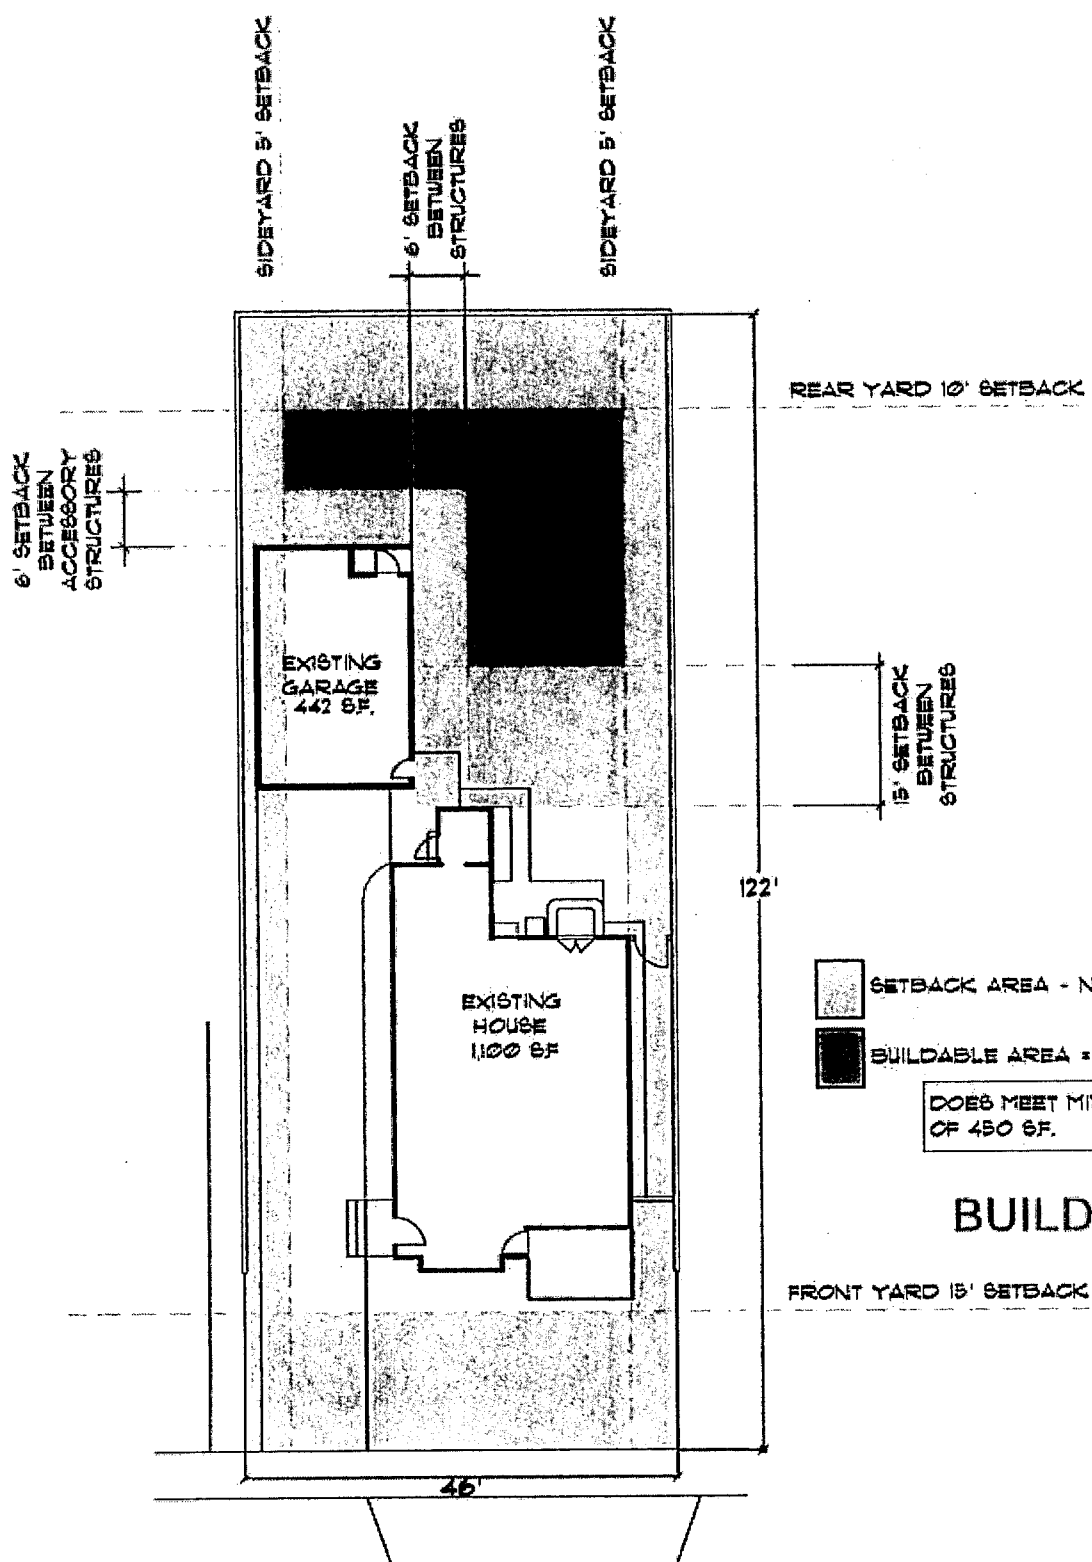 SIDEYARD 5' SETBACK
6' SETBACK
BETWEEN
STRUCTURES
SIDEYARD 5' SETBACK
REAR YARD 10' SETBACK
6' SETBACK
BETWEEN
ACCESSORY
STRUCTURES
EXISTING
GARAGE
442 SF.
15' SETBACK
BETWEEN
STRUCTURES
122'
EXISTING
HOUSE
1,100 SF
SETBACK AREA - N
BUILDABLE AREA =
DOES MEET MI
OF 450 SF.
BUILD
FRONT YARD 15' SETBACK
46'